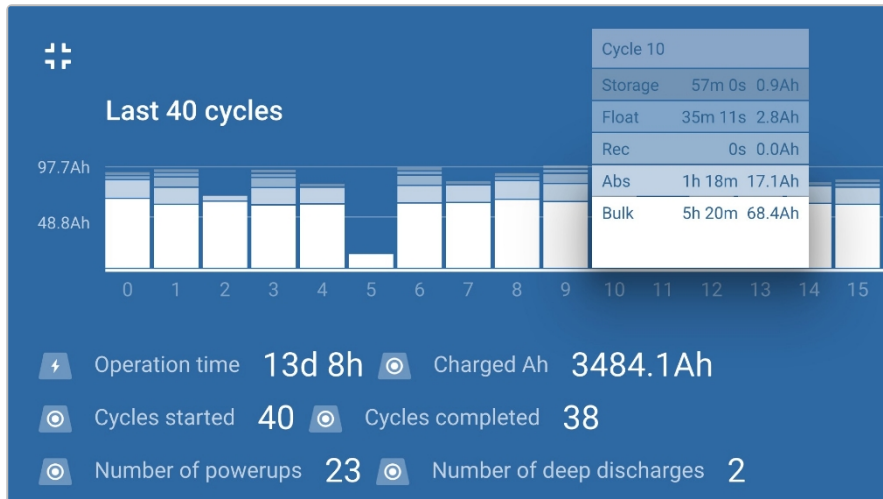 Cycle 10
Storage 57m 0s 0.9Ah
Last 40 cycles
Float 35m 11s 2.8Ah
Rec 0s 0.0Ah
97.7Ah
Abs 1h 18m 17.1Ah
Bulk 5h 20m 68.4Ah
48.8Ah
0 1 2 3 4 5 6 7 8 9 10 11 12 13 14 15
Operation time 13d 8h Charged Ah 3484.1Ah
Cycles started 40 Cycles completed 38
Number of powerups 23 Number of deep discharges 2